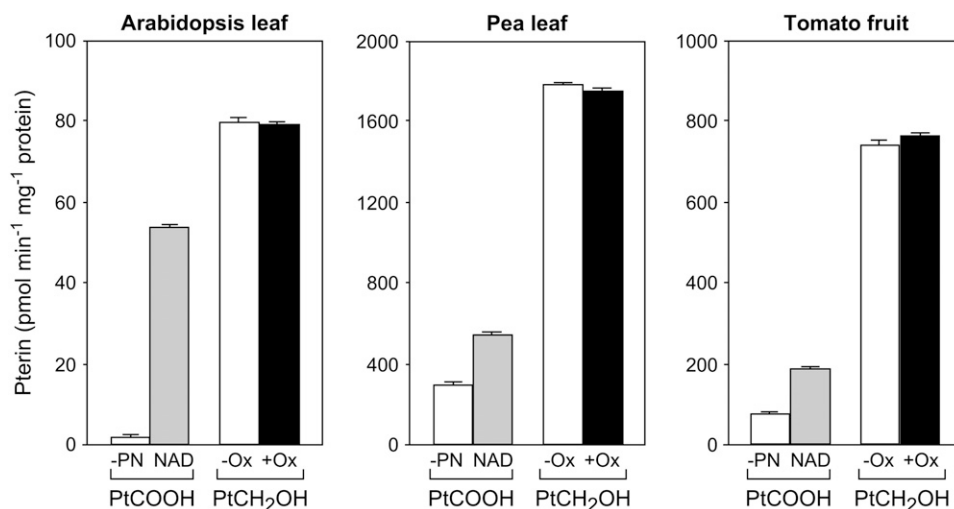 Arabidopsis leaf
Pea leaf
Tomato fruit
Pterin (pmol min⁻¹ mg⁻¹ protein)
100
80
60
40
20
0
2000
1600
1200
800
400
0
1000
800
600
400
200
0
-PN NAD -Ox +Ox
PtCOOH PtCH₂OH
-PN NAD -Ox +Ox
PtCOOH PtCH₂OH
-PN NAD -Ox +Ox
PtCOOH PtCH₂OH